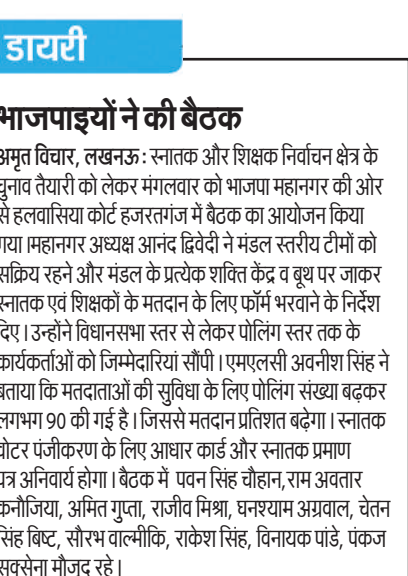 डायरी
भाजपाइयों ने की बैठक
अमृत विचार, लखनऊ : स्नातक और शिक्षक निर्वाचन क्षेत्र के
चुनाव तैयारी को लेकर मंगलवार को भाजपा महानगर की ओर
से हलवासिया कोर्ट हजरतगंज में बैठक का आयोजन किया
गया ।महानगर अध्यक्ष आनंद द्विवेदी ने मंडल स्तरीय टीमों को
सक्रिय रहने और मंडल के प्रत्येक शक्ति केंद्र व बूथ पर जाकर
स्नातक एवं शिक्षकों के मतदान के लिए फॉर्म भरवाने के निर्देश
दिए । उन्होंने विधानसभा स्तर से लेकर पोलिंग स्तर तक के
कार्यकर्ताओं को जिम्मेदारियां सौंपी । एमएलसी अवनीश सिंह ने
बताया कि मतदाताओं की सुविधा के लिए पोलिंग संख्या बढ़कर
लगभग 90 की गई है । जिससे मतदान प्रतिशत बढ़ेगा । स्नातक
वोटर पंजीकरण के लिए आधार कार्ड और स्नातक प्रमाण
पत्र अनिवार्य होगा । बैठक में पवन सिंह चौहान,राम अवतार
कनौजिया, अमित गुप्ता, राजीव मिश्रा, घनश्याम अग्रवाल, चेतन
सिंह बिष्ट, सौरभ वाल्मीकि, राकेश सिंह, विनायक पांडे, पंकज
सक्सेना मौजूद रहे ।